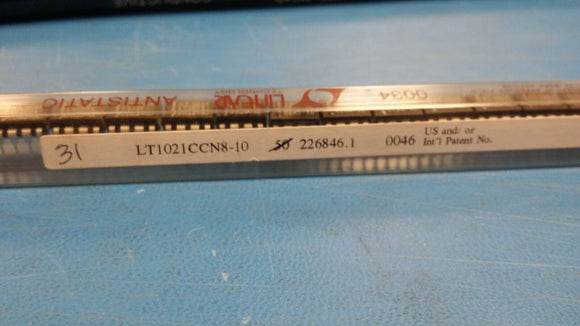 ANTISTATIC LINEAR TECHNOLOGY 0034
31 LT1021CCN8-10 50 226846.1 0046 US and/ or
Int'l Patent No.